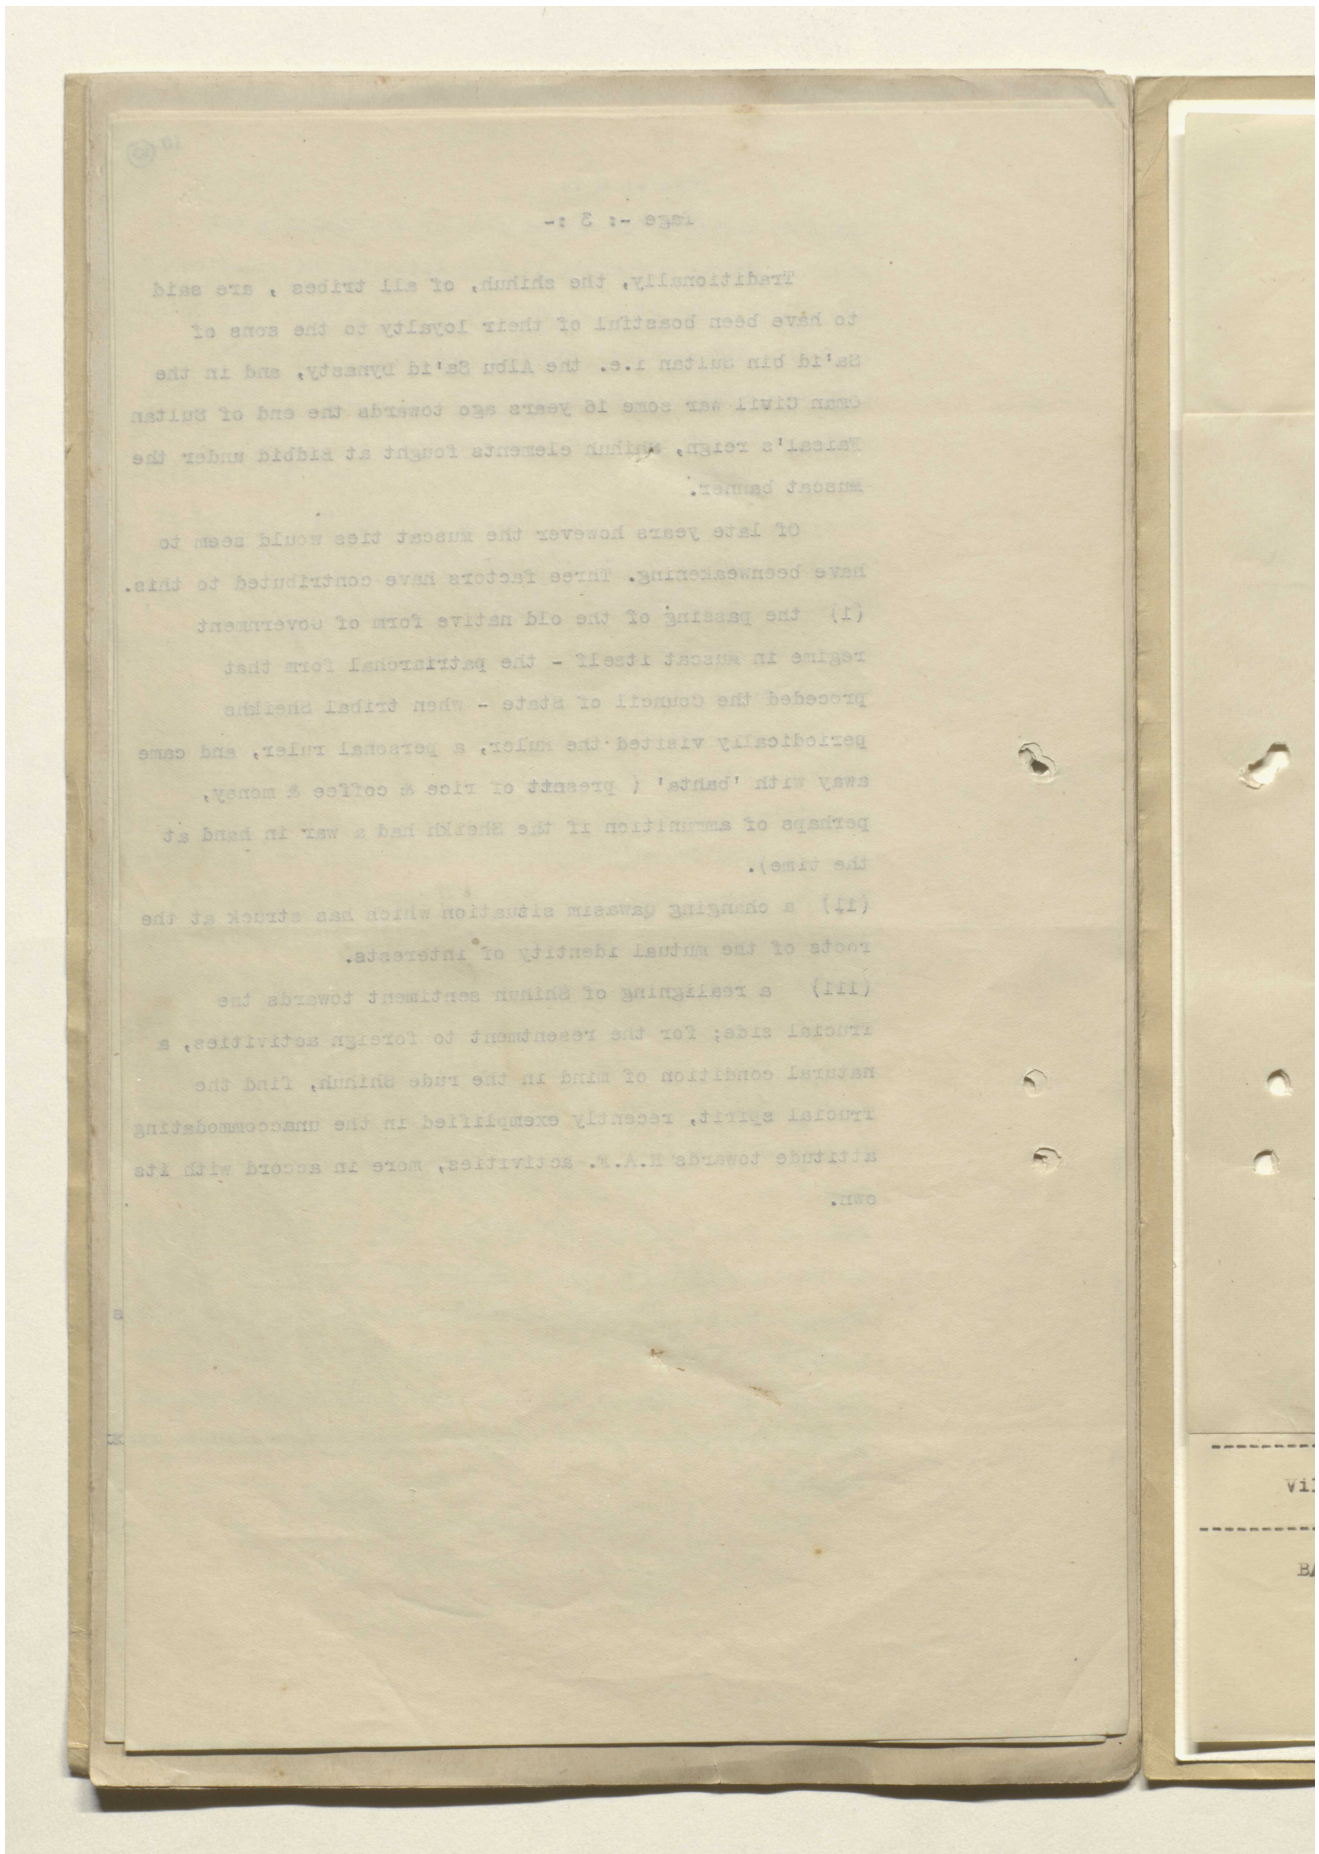 Page -: 3 :-
Traditionally, the shihuh, of all tribes , are said
to have been boastful of their loyalty to the sons of
Sa'id bin Sultan i.e. the Albu Sa'id Dynasty, and in the
Oman Civil war some 16 years ago towards the end of Sultan
Faisal's reign, Shihuh elements fought at Bidbid under the
muscat banner.
Of late years however the muscat ties would seem to
have beenweakening. Three factors have contributed to this.
(i) the passing of the old native form of Government
regime in muscat itself - the patriarchal form that
preceded the Council of State - when tribal Sheikhs
periodically visited the Ruler, a personal ruler, and came
away with 'bahta' ( present of rice & coffee & money,
perhaps of ammunition if the Sheikh had a war in hand at
the time).
(ii) a changing Qawasim situation which has struck at the
roots of the mutual identity of interests.
(iii) a realigning of Shihuh sentiment towards the
irucial side; for the resentment to foreign activities, a
natural condition of mind in the rude Shihuh, find the
irucial spirit, recently exemplified in the unaccommodating
attitude towards R.A.F. activities, more in accord with its
own.
s
Vil
BA